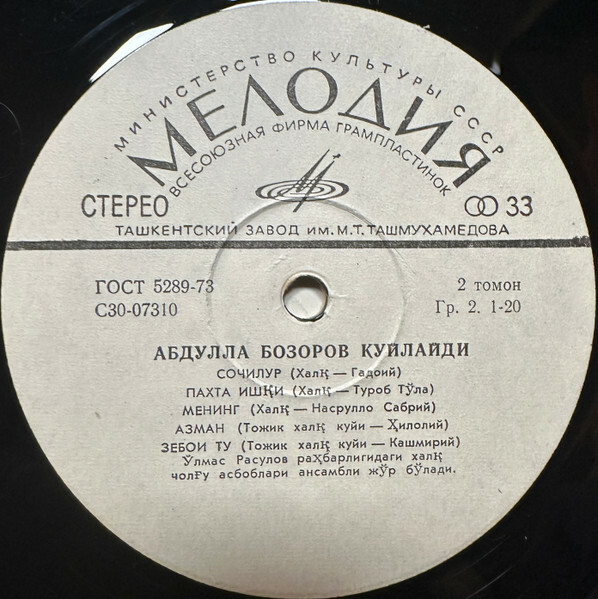 МИНИСТЕРСТВО КУЛЬТУРЫ СССР
МЕЛОДИЯ
ВСЕСОЮЗНАЯ ФИРМА ГРАМПЛАСТИНОК
СТЕРЕО 33
ТАШКЕНТСКИЙ ЗАВОД ИМ. М.Т. ТАШМУХАМЕДОВА
ГОСТ 5289-73 2 томон
С30-07310 Гр. 2. 1-20
АБДУЛЛА БОЗОРОВ КУЙЛАЙДИ
СОЧИЛУР (Халқ — Гадоий)
ПАХТА ИШҚИ (Халқ — Туроб Тўла)
МЕНИНГ (Халқ — Насрулло Сабрий)
АЗМАН (Тожик халқ куйи — Ҳилолий)
ЗЕБОИ ТУ (Тожик халқ куйи — Кашмирий)
Ўлмас Расулов раҳбарлигидаги халқ
чолғу асбоблари ансамбли жўр бўлади.